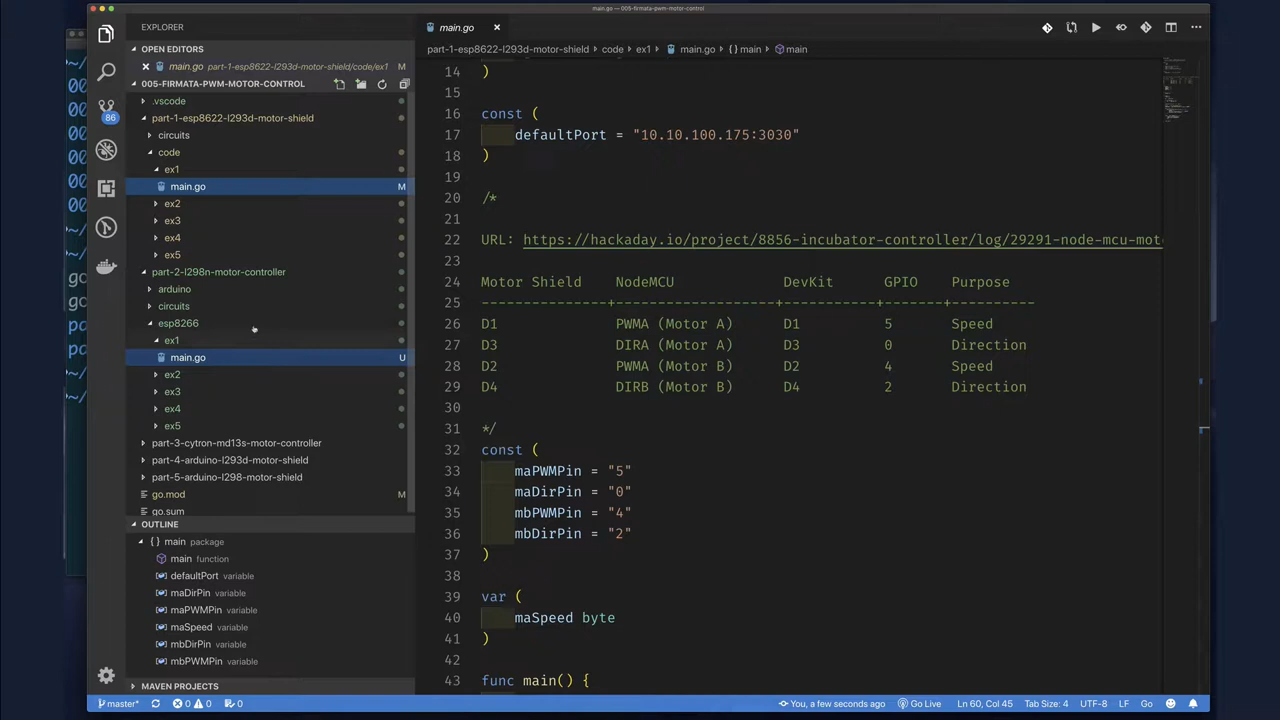 main.go — 005-firmata-pwm-motor-control
EXPLORER
OPEN EDITORS
main.go part-1-esp8622-l293d-motor-shield/code/ex1 M
005-FIRMATA-PWM-MOTOR-CONTROL
.vscode
part-1-esp8622-l293d-motor-shield
circuits
code
ex1
main.go M
ex2
ex3
ex4
ex5
part-2-l298n-motor-controller
arduino
circuits
esp8266
ex1
main.go U
ex2
ex3
ex4
ex5
part-3-cytron-md13s-motor-controller
part-4-arduino-l293d-motor-shield
part-5-arduino-l298-motor-shield
go.mod M
go.sum
OUTLINE
main package
main function
defaultPort variable
maDirPin variable
maPWMPin variable
maSpeed variable
mbDirPin variable
mbPWMPin variable
MAVEN PROJECTS
86
~/
00
00
00
00
00
~/
~/
~/
~/
go
go
pa
~/
pa
~/
main.go
part-1-esp8622-l293d-motor-shield code ex1 main.go {} main main
14 )
15
16 const (
17 defaultPort = "10.10.100.175:3030"
18 )
19
20 /*
21
22 URL: https://hackaday.io/project/8856-incubator-controller/log/29291-node-mcu-mot
23
24 Motor Shield NodeMCU DevKit GPIO Purpose
25 ---------------+-------------------+------------+-------+----------
26 D1 PWMA (Motor A) D1 5 Speed
27 D3 DIRA (Motor A) D3 0 Direction
28 D2 PWMA (Motor B) D2 4 Speed
29 D4 DIRB (Motor B) D4 2 Direction
30
31 */
32 const (
33 maPWMPin = "5"
34 maDirPin = "0"
35 mbPWMPin = "4"
36 mbDirPin = "2"
37 )
38
39 var (
40 maSpeed byte
41 )
42
43 func main() {
master* 0 0 0 You, a few seconds ago Go Live Ln 60, Col 45 Tab Size: 4 UTF-8 LF Go